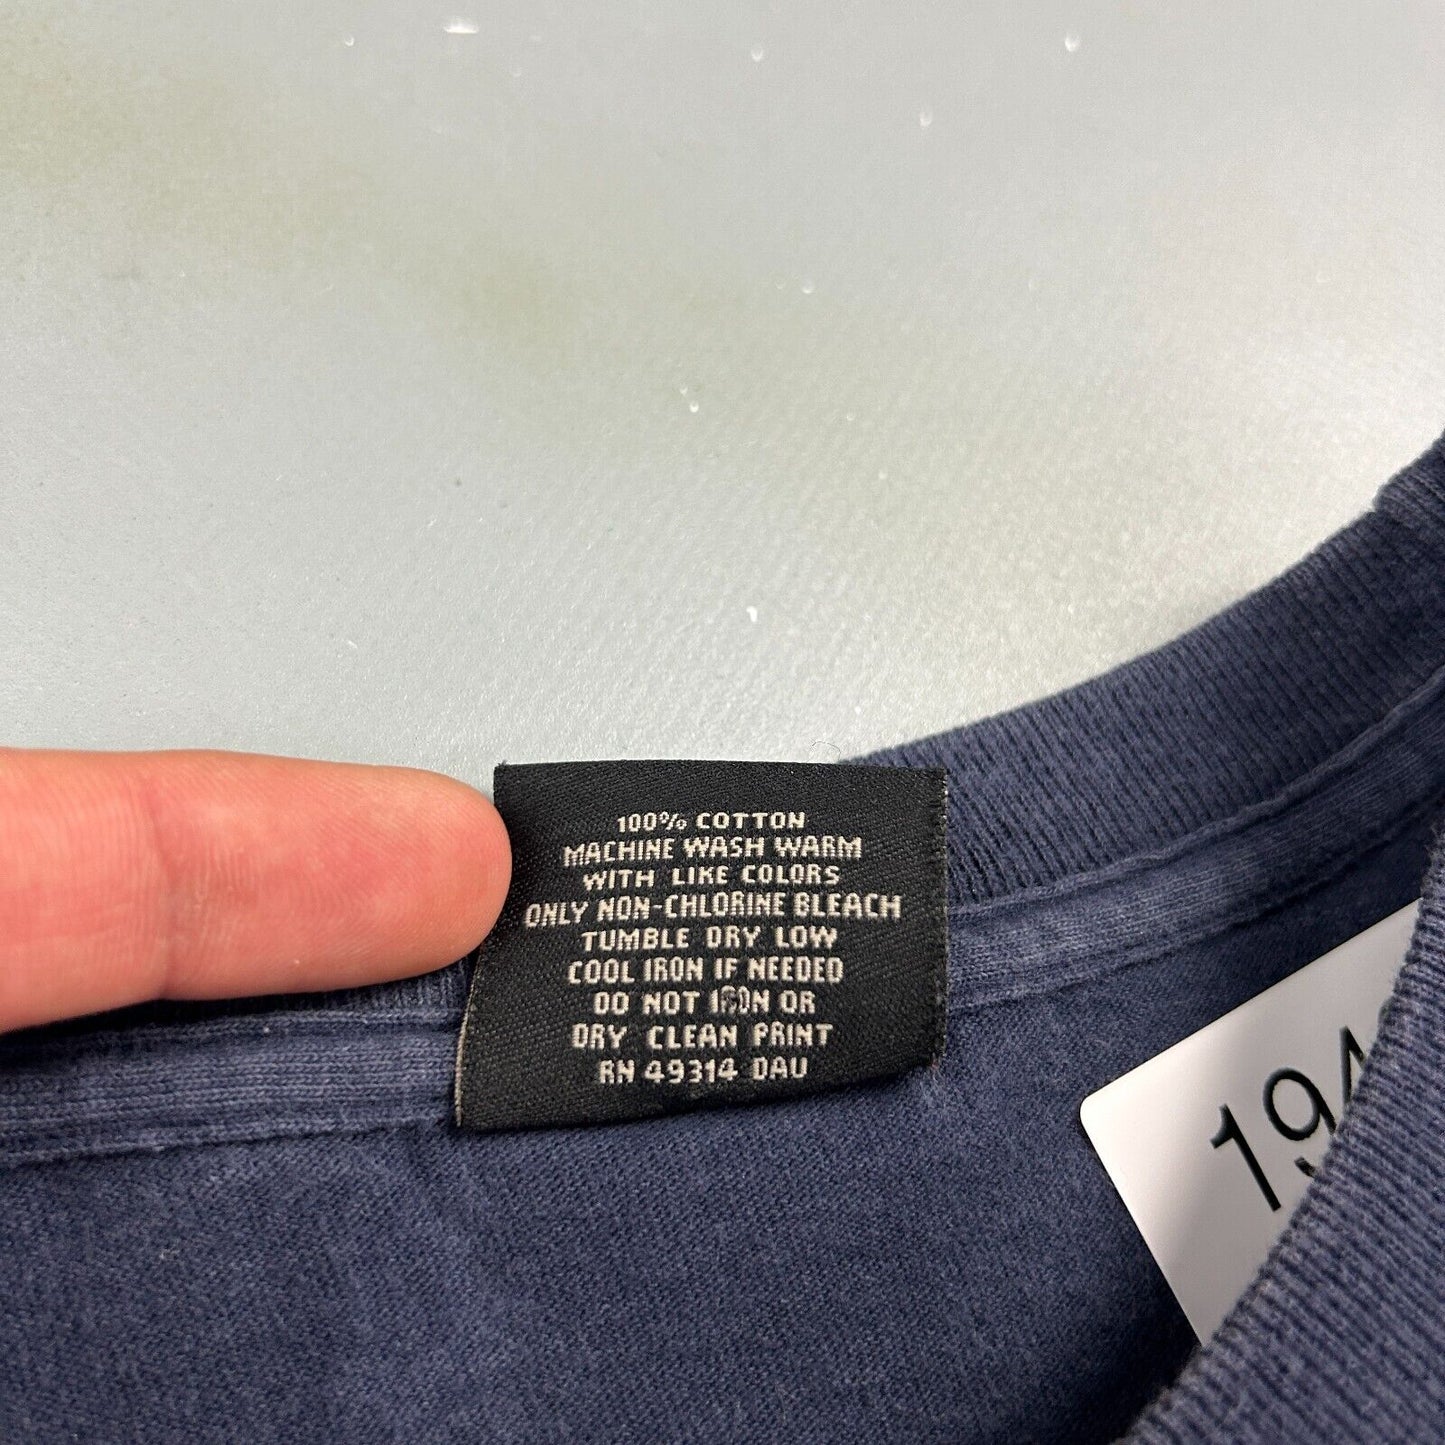 100% COTTON
MACHINE WASH WARM
WITH LIKE COLORS
ONLY NON-CHLORINE BLEACH
TUMBLE DRY LOW
COOL IRON IF NEEDED
DO NOT IRON OR
DRY CLEAN PRINT
RN 49314 DAU